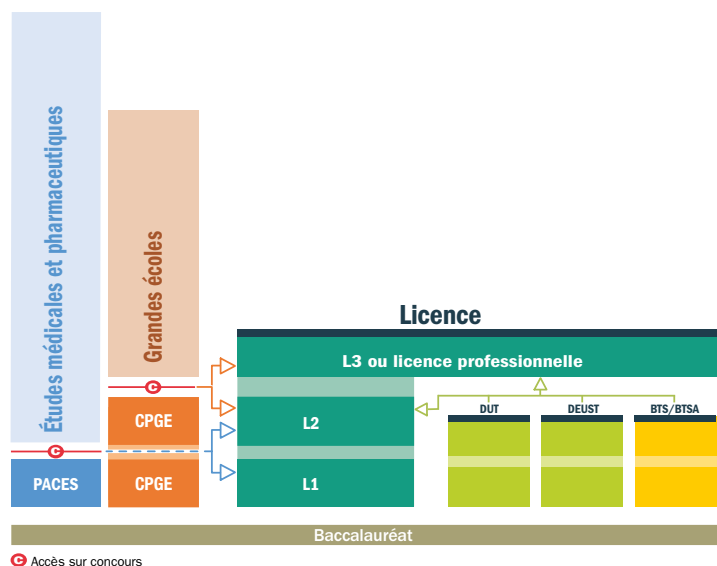 Études médicales et pharmaceutiques
Grandes écoles
Licence
L3 ou licence professionnelle
C
CPGE
L2
DUT
DEUST
BTS/BTSA
C
PACES
CPGE
L1
Baccalauréat
C Accès sur concours